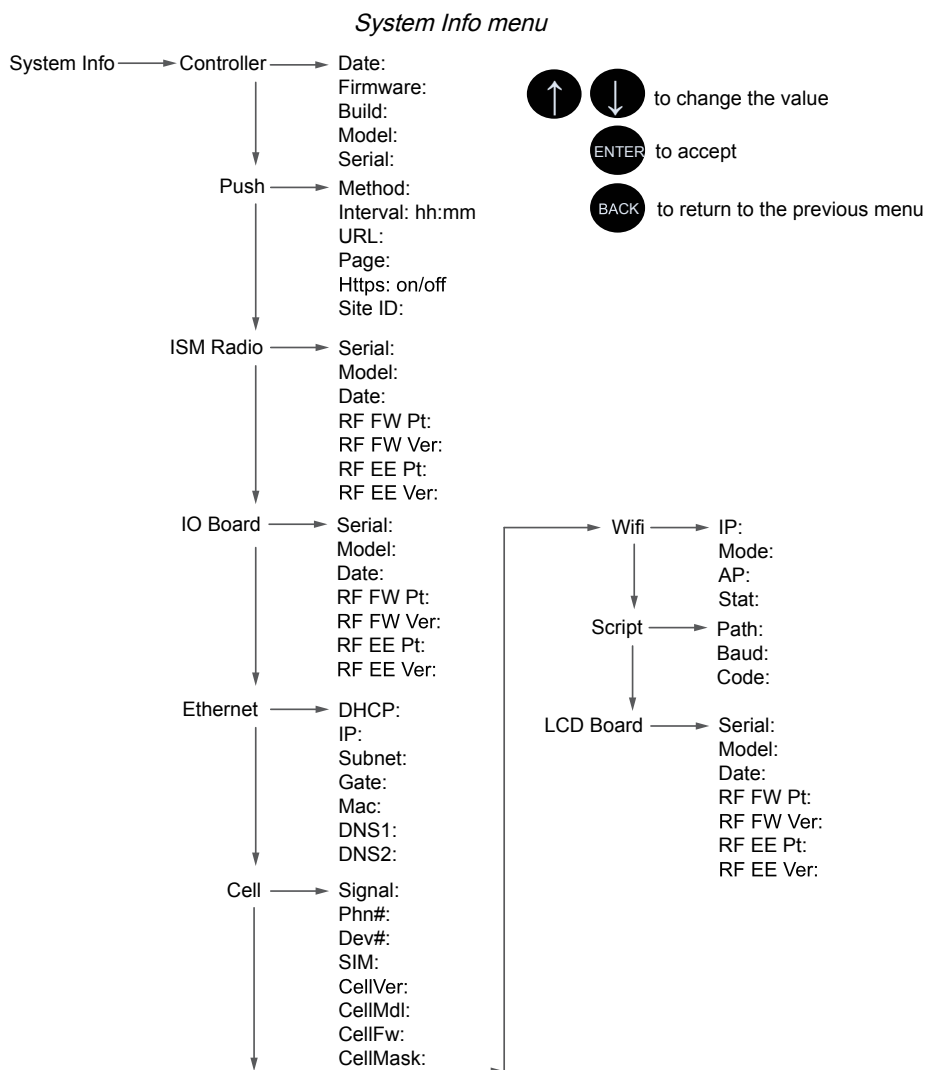 System Info menu
System Info
Controller
Date:
Firmware:
Build:
Model:
Serial:
↑ ↓ to change the value
ENTER to accept
BACK to return to the previous menu
Push
Method:
Interval: hh:mm
URL:
Page:
Https: on/off
Site ID:
ISM Radio
Serial:
Model:
Date:
RF FW Pt:
RF FW Ver:
RF EE Pt:
RF EE Ver:
IO Board
Serial:
Model:
Date:
RF FW Pt:
RF FW Ver:
RF EE Pt:
RF EE Ver:
Ethernet
DHCP:
IP:
Subnet:
Gate:
Mac:
DNS1:
DNS2:
Cell
Signal:
Phn#:
Dev#:
SIM:
CellVer:
CellMdl:
CellFw:
CellMask:
Wifi
IP:
Mode:
AP:
Stat:
Script
Path:
Baud:
Code:
LCD Board
Serial:
Model:
Date:
RF FW Pt:
RF FW Ver:
RF EE Pt:
RF EE Ver: